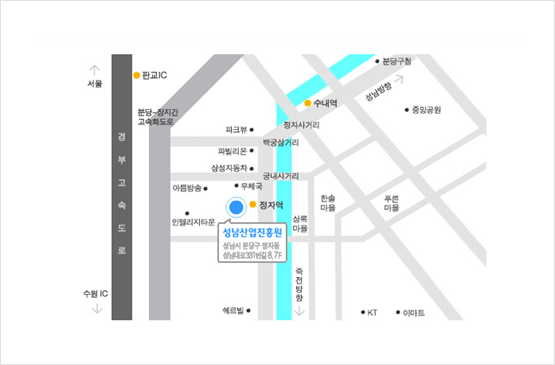 분당구청
서울
판교IC
성남방향
수내역
중앙공원
분당~장지간
고속화도로
정자사거리
피크뷰
백궁삼거리
피빌리온
삼성자동차
궁내사거리
아름방송
우체국
경부고속도로
정자역
한솔
마을
푸른
마을
인텔리지타운
상록
마을
성남산업진흥원
성남시 분당구 정자동
성남대로331번길 8, 7F
죽전방향
수원 IC
헤르빌
KT
이마트